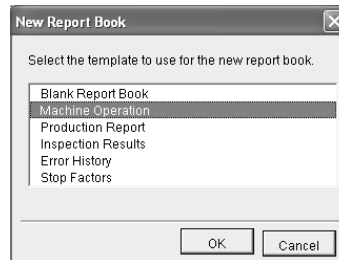 New Report Book
Select the template to use for the new report book.
Blank Report Book
Machine Operation
Production Report
Inspection Results
Error History
Stop Factors
OK
Cancel